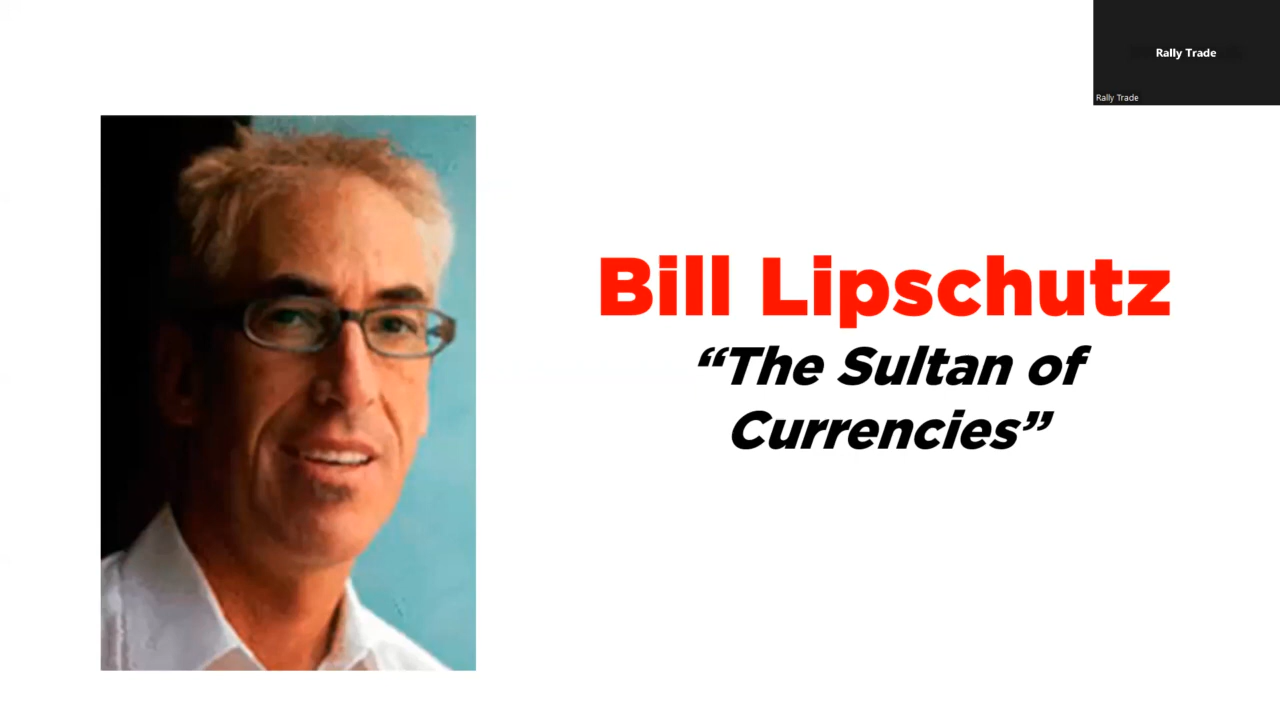 Rally Trade
Rally Trade
Bill Lipschutz
“The Sultan of
Currencies”